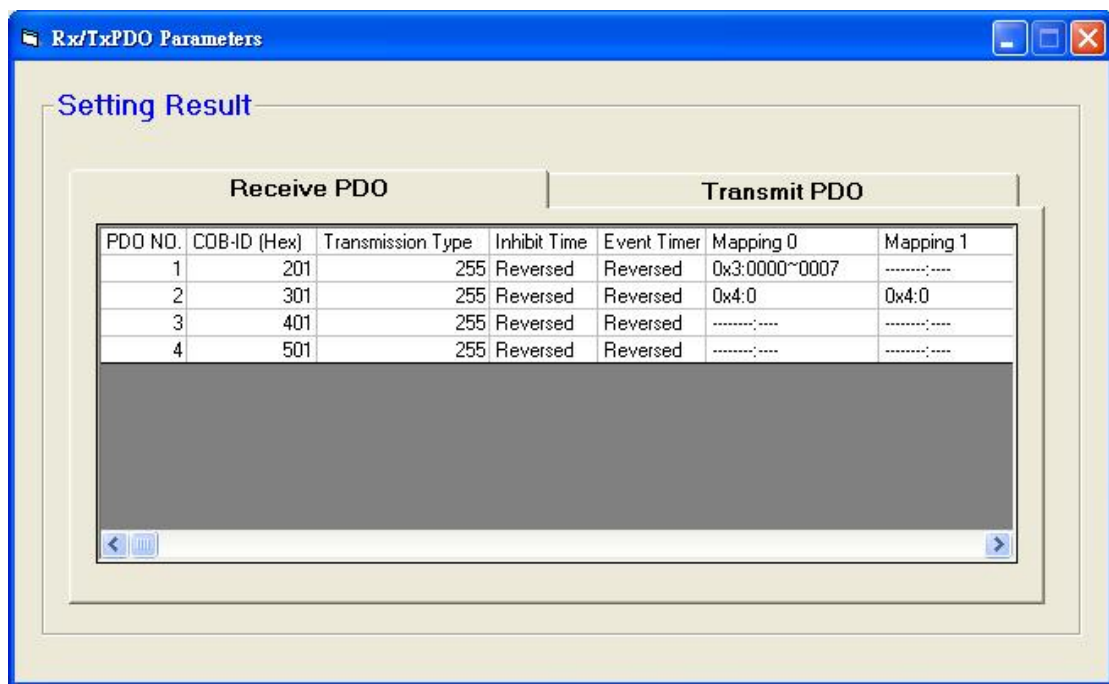 Rx/TxPDO Parameters
Setting Result
Receive PDO Transmit PDO
PDO NO. COB-ID (Hex) Transmission Type Inhibit Time Event Timer Mapping 0 Mapping 1
1 201 255 Reversed Reversed 0x3:0000~0007 --------:----
2 301 255 Reversed Reversed 0x4:0 0x4:0
3 401 255 Reversed Reversed --------:---- --------:----
4 501 255 Reversed Reversed --------:---- --------:----